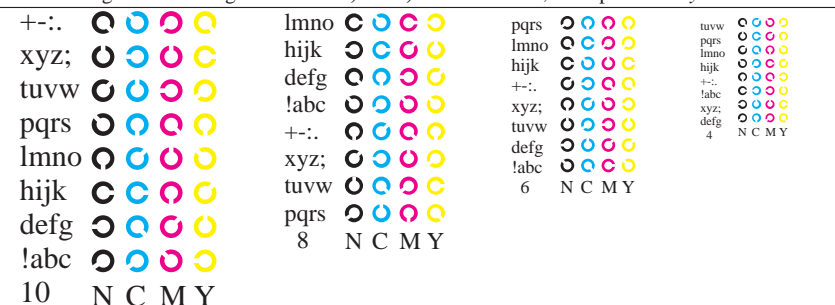 +-:.
xyz;
tuvw
pqrs
lmno
hijk
defg
!abc
10 N C M Y
lmno
hijk
defg
!abc
+-:.
xyz;
tuvw
pqrs
8 N C M Y
pqrs
lmno
hijk
+-:.
xyz;
tuvw
defg
!abc
6 N C M Y
tuvw
pqrs
lmno
hijk
+-:.
!abc
xyz;
defg
4 N C M Y